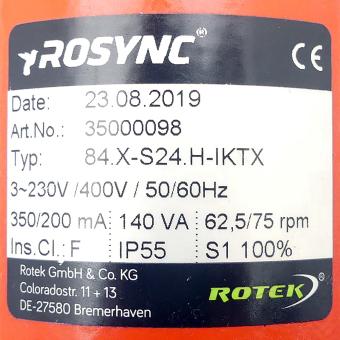 ROSYNC® CE
Date: 23.08.2019
Art.No.: 35000098
Typ: 84.X-S24.H-IKTX
3~230V /400V / 50/60Hz
350/200 mA 140 VA 62,5/75 rpm
Ins.Cl.: F IP55 S1 100%
Rotek GmbH & Co. KG
Coloradostr. 11 + 13
DE-27580 Bremerhaven
ROTEK